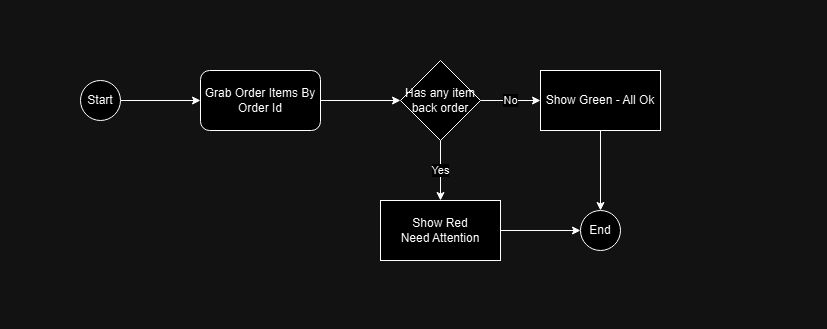 Start
Grab Order Items By
Order Id
Has any item
back order
No
Show Green - All Ok
Yes
Show Red
Need Attention
End